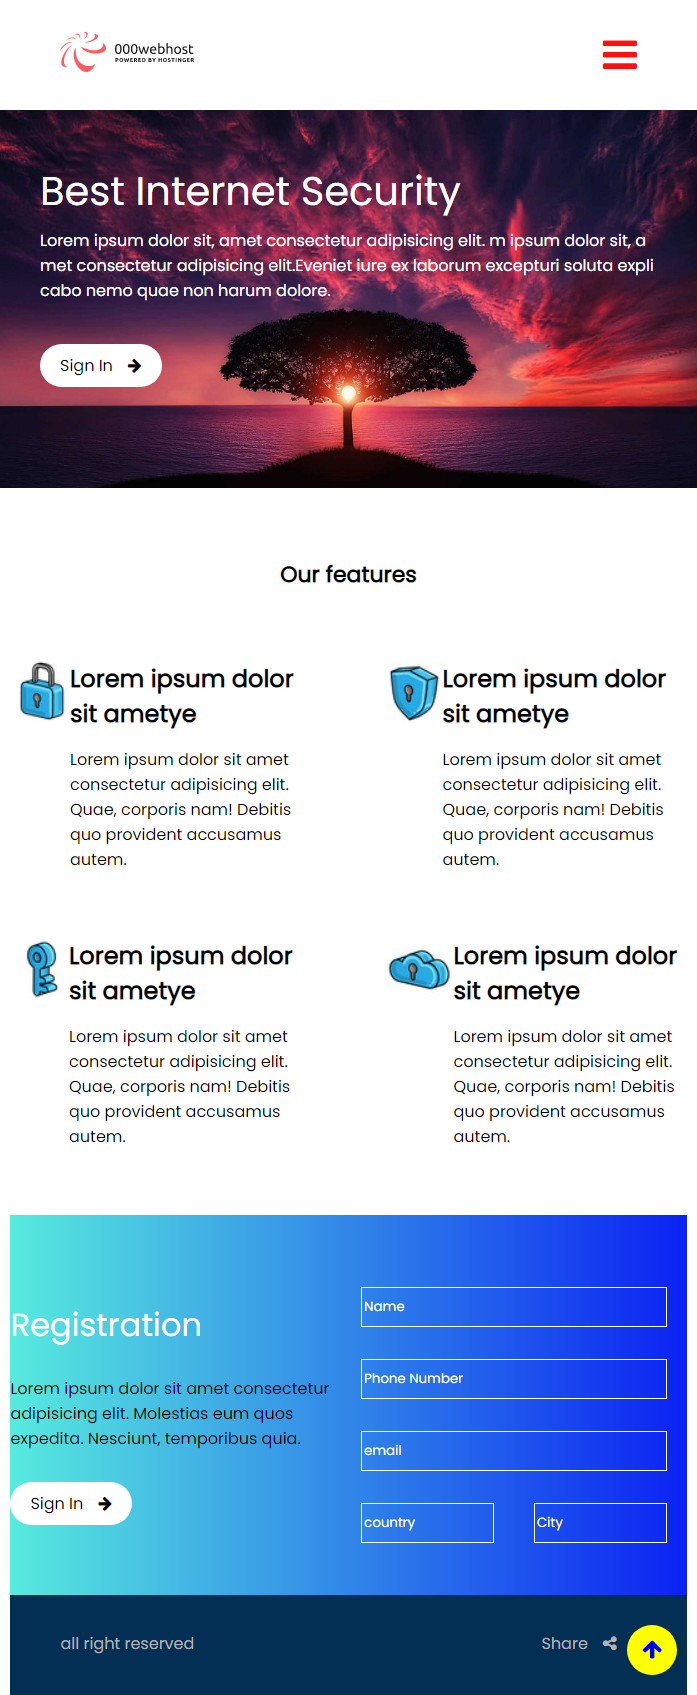 000webhost
POWERED BY HOSTINGER
Best Internet Security
Lorem ipsum dolor sit, amet consectetur adipisicing elit. m ipsum dolor sit, a
met consectetur adipisicing elit.Eveniet iure ex laborum excepturi soluta expli
cabo nemo quae non harum dolore.
Sign In
Our features
Lorem ipsum dolor
sit ametye
Lorem ipsum dolor sit amet
consectetur adipisicing elit.
Quae, corporis nam! Debitis
quo provident accusamus
autem.
Lorem ipsum dolor
sit ametye
Lorem ipsum dolor sit amet
consectetur adipisicing elit.
Quae, corporis nam! Debitis
quo provident accusamus
autem.
Lorem ipsum dolor
sit ametye
Lorem ipsum dolor sit amet
consectetur adipisicing elit.
Quae, corporis nam! Debitis
quo provident accusamus
autem.
Lorem ipsum dolor
sit ametye
Lorem ipsum dolor sit amet
consectetur adipisicing elit.
Quae, corporis nam! Debitis
quo provident accusamus
autem.
Registration
Lorem ipsum dolor sit amet consectetur
adipisicing elit. Molestias eum quos
expedita. Nesciunt, temporibus quia.
Sign In
Name
Phone Number
email
country
City
all right reserved
Share